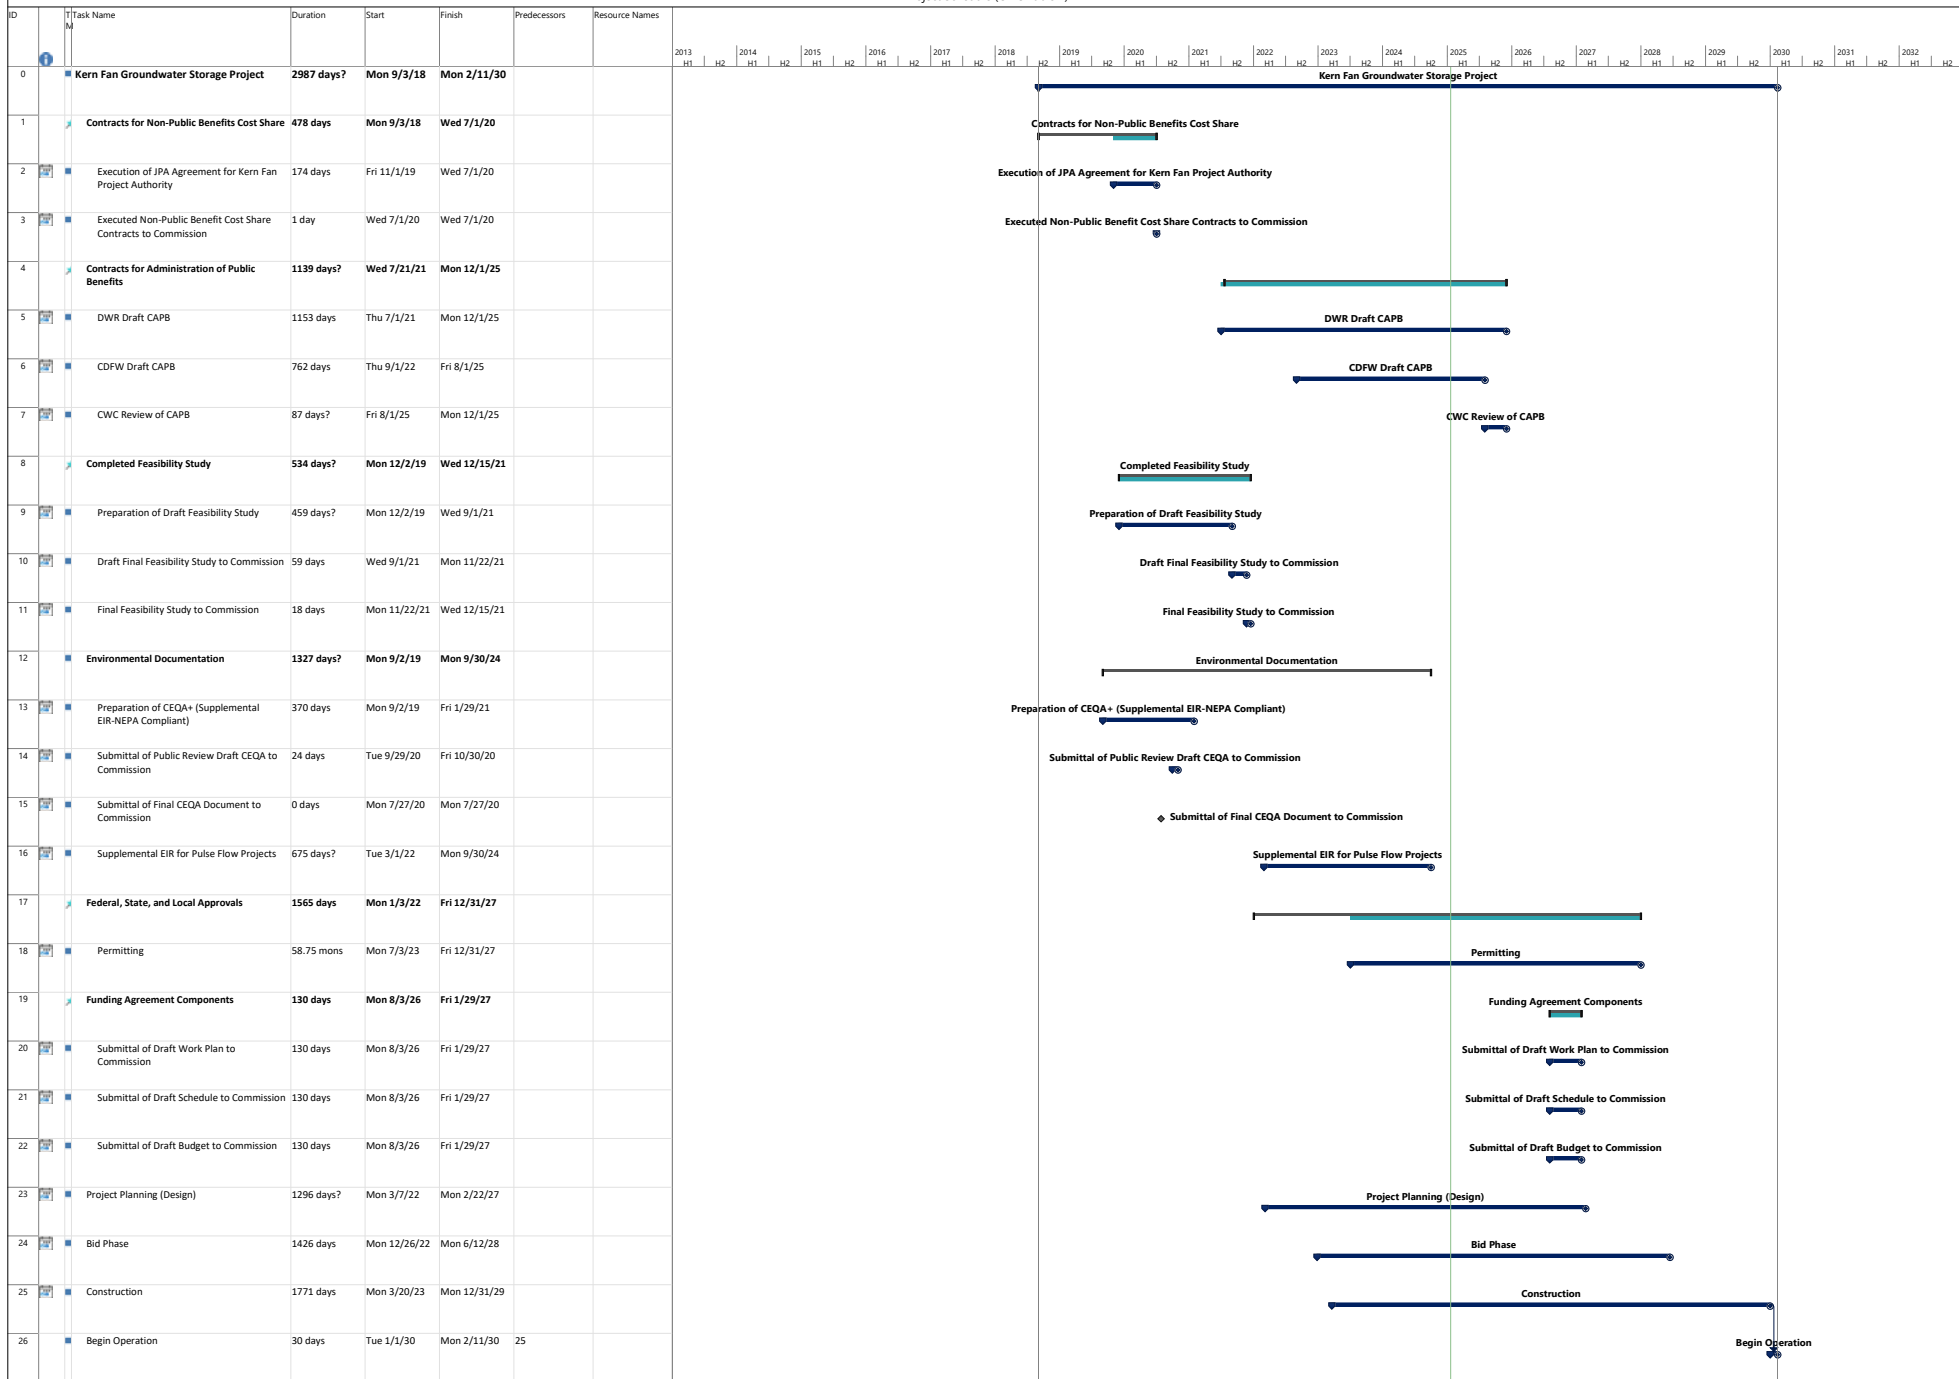 ID T M Task Name Duration Start Finish Predecessors Resource Names
2013 2014 2015 2016 2017 2018 2019 2020 2021 2022 2023 2024 2025 2026 2027 2028 2029 2030 2031 2032
H1 H2 H1 H2 H1 H2 H1 H2 H1 H2 H1 H2 H1 H2 H1 H2 H1 H2 H1 H2 H1 H2 H1 H2 H1 H2 H1 H2 H1 H2 H1 H2 H1 H2 H1 H2 H1 H2 H1 H2
0 Kern Fan Groundwater Storage Project 2987 days? Mon 9/3/18 Mon 2/11/30 Kern Fan Groundwater Storage Project
1 Contracts for Non-Public Benefits Cost Share 478 days Mon 9/3/18 Wed 7/1/20 Contracts for Non-Public Benefits Cost Share
2 Execution of JPA Agreement for Kern Fan 174 days Fri 11/1/19 Wed 7/1/20 Execution of JPA Agreement for Kern Fan Project Authority
Project Authority
3 Executed Non-Public Benefit Cost Share 1 day Wed 7/1/20 Wed 7/1/20 Executed Non-Public Benefit Cost Share Contracts to Commission
Contracts to Commission
4 Contracts for Administration of Public 1139 days? Wed 7/21/21 Mon 12/1/25
Benefits
5 DWR Draft CAPB 1153 days Thu 7/1/21 Mon 12/1/25 DWR Draft CAPB
6 CDFW Draft CAPB 762 days Thu 9/1/22 Fri 8/1/25 CDFW Draft CAPB
7 CWC Review of CAPB 87 days? Fri 8/1/25 Mon 12/1/25 CWC Review of CAPB
8 Completed Feasibility Study 534 days? Mon 12/2/19 Wed 12/15/21 Completed Feasibility Study
9 Preparation of Draft Feasibility Study 459 days? Mon 12/2/19 Wed 9/1/21 Preparation of Draft Feasibility Study
10 Draft Final Feasibility Study to Commission 59 days Wed 9/1/21 Mon 11/22/21 Draft Final Feasibility Study to Commission
11 Final Feasibility Study to Commission 18 days Mon 11/22/21 Wed 12/15/21 Final Feasibility Study to Commission
12 Environmental Documentation 1327 days? Mon 9/2/19 Mon 9/30/24 Environmental Documentation
13 Preparation of CEQA+ (Supplemental 370 days Mon 9/2/19 Fri 1/29/21 Preparation of CEQA+ (Supplemental EIR-NEPA Compliant)
EIR-NEPA Compliant)
14 Submittal of Public Review Draft CEQA to 24 days Tue 9/29/20 Fri 10/30/20 Submittal of Public Review Draft CEQA to Commission
Commission
15 Submittal of Final CEQA Document to 0 days Mon 7/27/20 Mon 7/27/20 Submittal of Final CEQA Document to Commission
Commission
16 Supplemental EIR for Pulse Flow Projects 675 days? Tue 3/1/22 Mon 9/30/24 Supplemental EIR for Pulse Flow Projects
17 Federal, State, and Local Approvals 1565 days Mon 1/3/22 Fri 12/31/27
18 Permitting 58.75 mons Mon 7/3/23 Fri 12/31/27 Permitting
19 Funding Agreement Components 130 days Mon 8/3/26 Fri 1/29/27 Funding Agreement Components
20 Submittal of Draft Work Plan to 130 days Mon 8/3/26 Fri 1/29/27 Submittal of Draft Work Plan to Commission
Commission
21 Submittal of Draft Schedule to Commission 130 days Mon 8/3/26 Fri 1/29/27 Submittal of Draft Schedule to Commission
22 Submittal of Draft Budget to Commission 130 days Mon 8/3/26 Fri 1/29/27 Submittal of Draft Budget to Commission
23 Project Planning (Design) 1296 days? Mon 3/7/22 Mon 2/22/27 Project Planning (Design)
24 Bid Phase 1426 days Mon 12/26/22 Mon 6/12/28 Bid Phase
25 Construction 1771 days Mon 3/20/23 Mon 12/31/29 Construction
26 Begin Operation 30 days Tue 1/1/30 Mon 2/11/30 25 Begin Operation